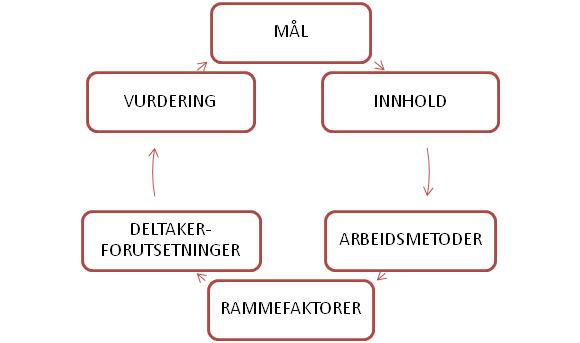 MÅL
INNHOLD
ARBEIDSMETODER
RAMMEFAKTORER
DELTAKER-
FORUTSETNINGER
VURDERING